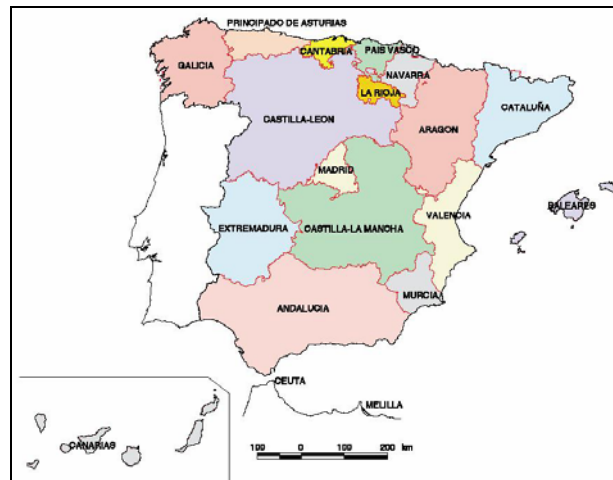 PRINCIPADO DE ASTURIAS
CANTABRIA
PAIS VASCO
GALICIA
NAVARRA
LA RIOJA
CATALUÑA
CASTILLA-LEON
ARAGON
MADRID
BALEARES
VALENCIA
EXTREMADURA
CASTILLA-LA MANCHA
MURCIA
ANDALUCIA
CEUTA
MELILLA
CANARIAS
100 0 100 200 km